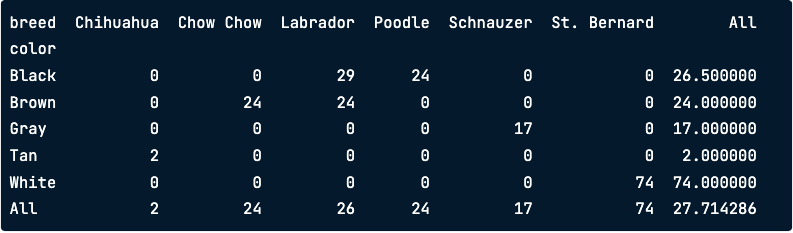 breed  Chihuahua  Chow Chow  Labrador  Poodle  Schnauzer  St. Bernard        All
color
Black          0          0        29      24          0            0  26.500000
Brown          0         24        24       0          0            0  24.000000
Gray           0          0         0       0         17            0  17.000000
Tan            2          0         0       0          0            0   2.000000
White          0          0         0       0          0           74  74.000000
All            2         24        26      24         17           74  27.714286